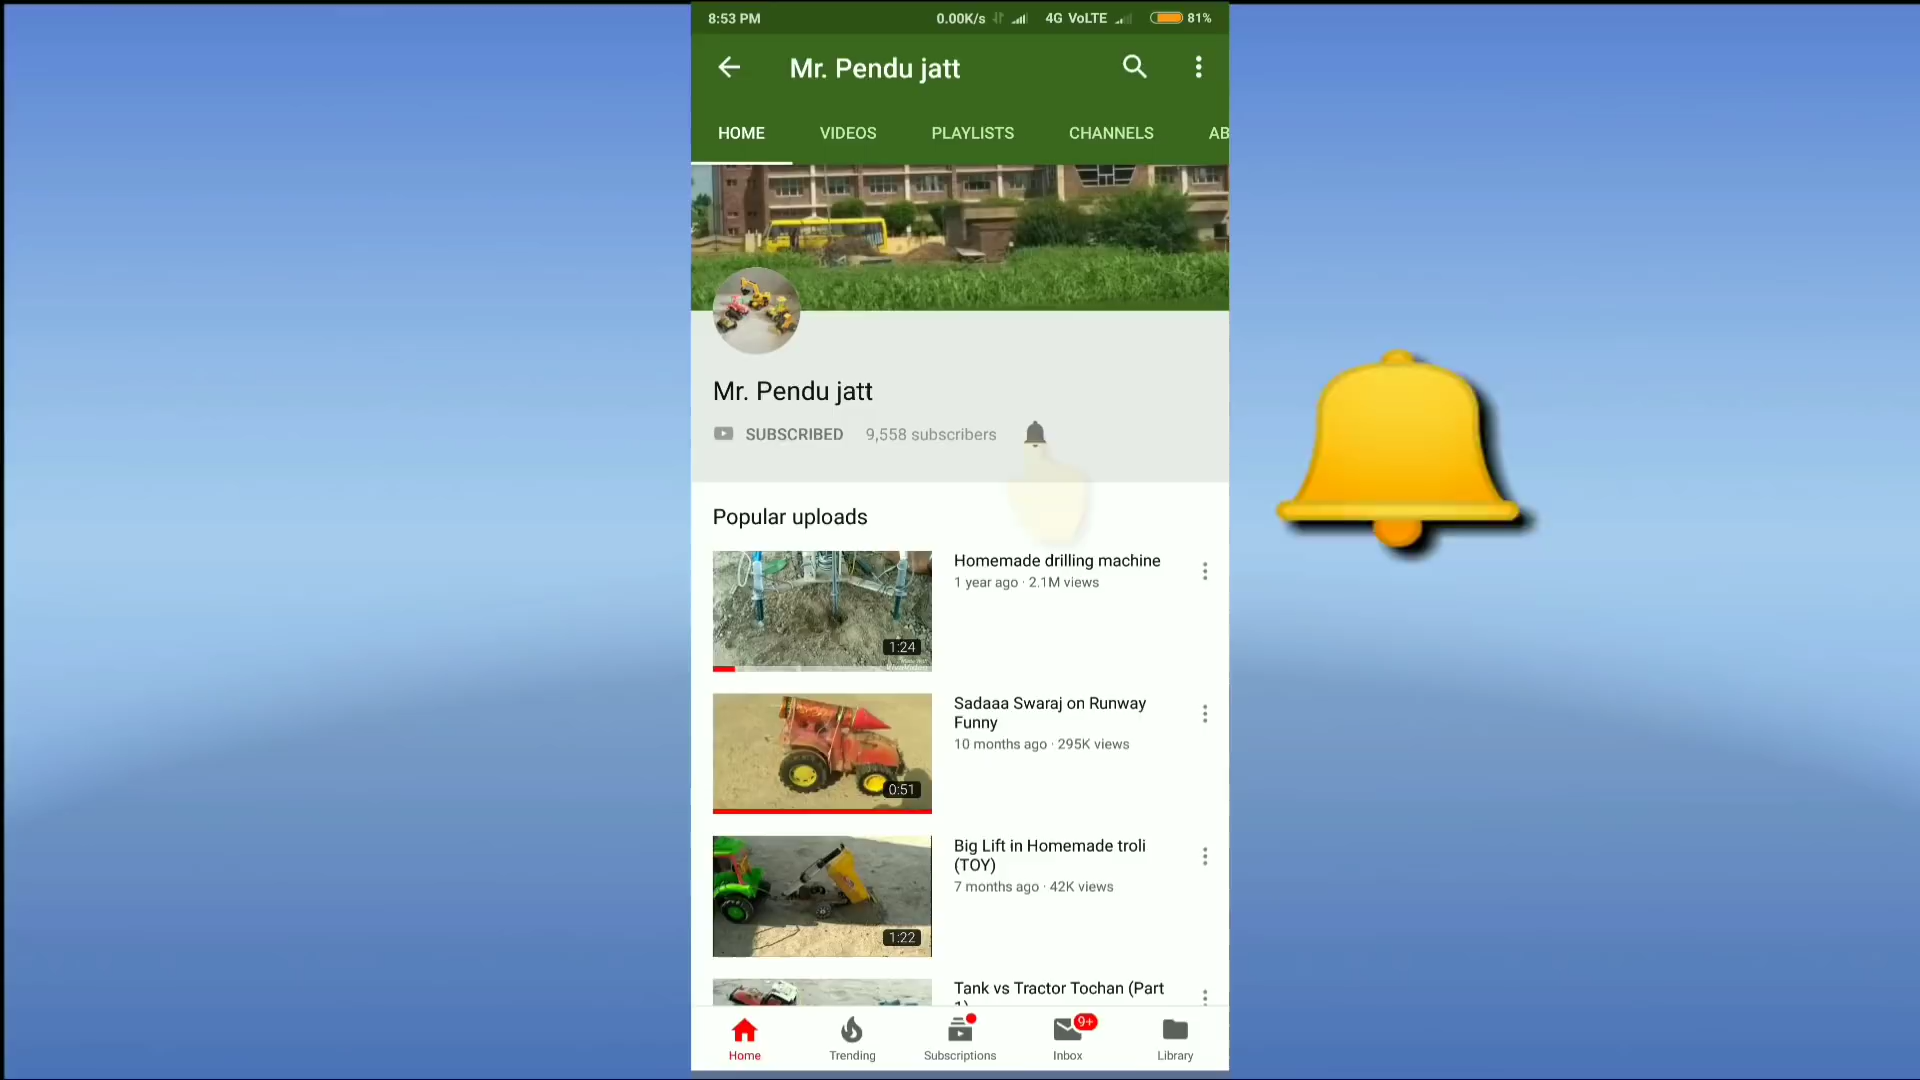 8:53 PM 0.00K/s 4G VoLTE 81%
Mr. Pendu jatt
HOME VIDEOS PLAYLISTS CHANNELS AB
Mr. Pendu jatt
SUBSCRIBED 9,558 subscribers
Popular uploads
Homemade drilling machine
1 year ago · 2.1M views
1:24
Sadaaa Swaraj on Runway
Funny
10 months ago · 295K views
0:51
Big Lift in Homemade troli
(TOY)
7 months ago · 42K views
1:22
Tank vs Tractor Tochan (Part
1)
9+
Home Trending Subscriptions Inbox Library